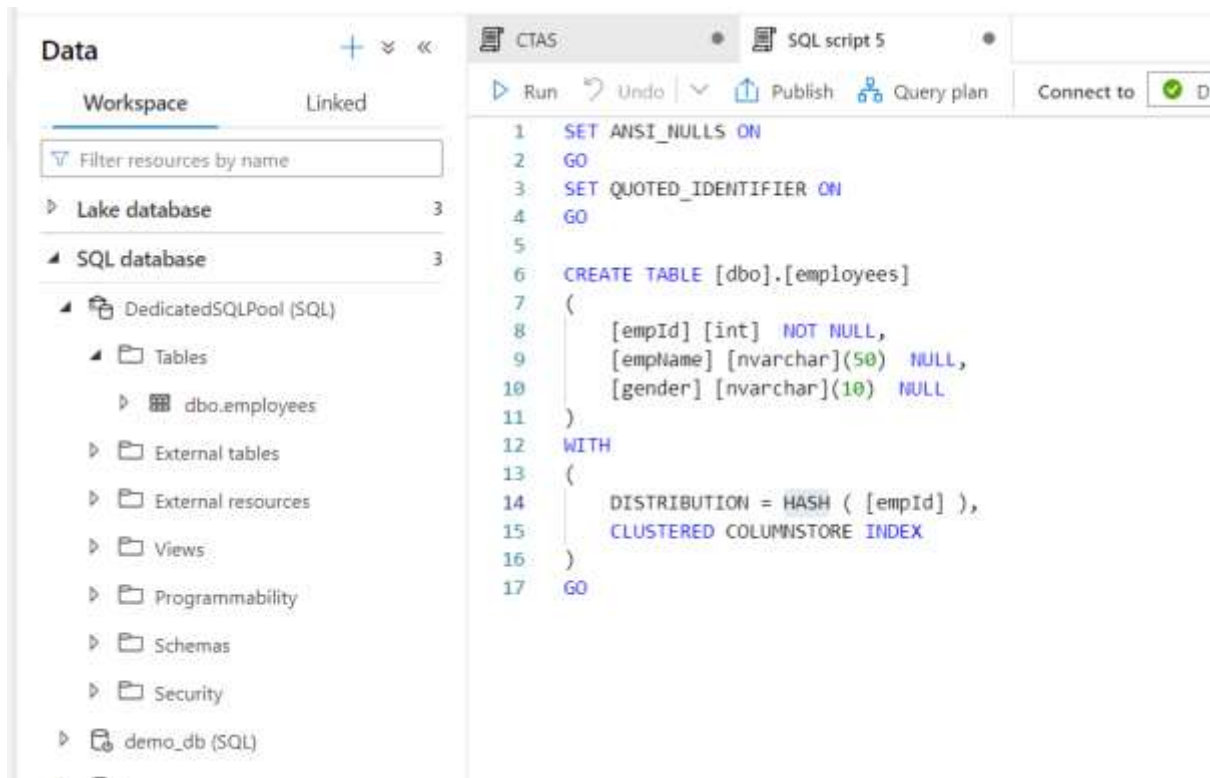 Data
Workspace Linked
Filter resources by name
Lake database 3
SQL database 3
DedicatedSQLPool (SQL)
Tables
dbo.employees
External tables
External resources
Views
Programmability
Schemas
Security
demo_db (SQL)
CTAS SQL script 5
Run Undo Publish Query plan Connect to D
1 SET ANSI_NULLS ON
2 GO
3 SET QUOTED_IDENTIFIER ON
4 GO
5
6 CREATE TABLE [dbo].[employees]
7 (
8 [empId] [int] NOT NULL,
9 [empName] [nvarchar](50) NULL,
10 [gender] [nvarchar](10) NULL
11 )
12 WITH
13 (
14 DISTRIBUTION = HASH ( [empId] ),
15 CLUSTERED COLUMNSTORE INDEX
16 )
17 GO